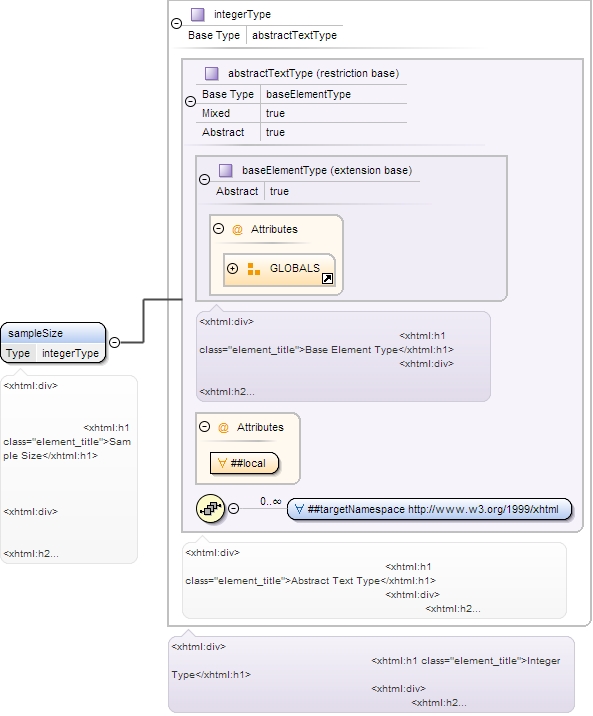 integerType
Base Type abstractTextType
abstractTextType (restriction base)
Base Type baseElementType
Mixed true
Abstract true
baseElementType (extension base)
Abstract true
@ Attributes
GLOBALS
<xhtml:div>
<xhtml:h1
class="element_title">Base Element Type</xhtml:h1>
<xhtml:div>
<xhtml:h2...
sampleSize
Type integerType
<xhtml:div>
<xhtml:h1
class="element_title">Sam
ple Size</xhtml:h1>
<xhtml:div>
<xhtml:h2...
@ Attributes
∀ ##local
0..∞
∀ ##targetNamespace http://www.w3.org/1999/xhtml
<xhtml:div>
<xhtml:h1
class="element_title">Abstract Text Type</xhtml:h1>
<xhtml:div>
<xhtml:h2...
<xhtml:div>
<xhtml:h1 class="element_title">Integer
Type</xhtml:h1>
<xhtml:div>
<xhtml:h2...